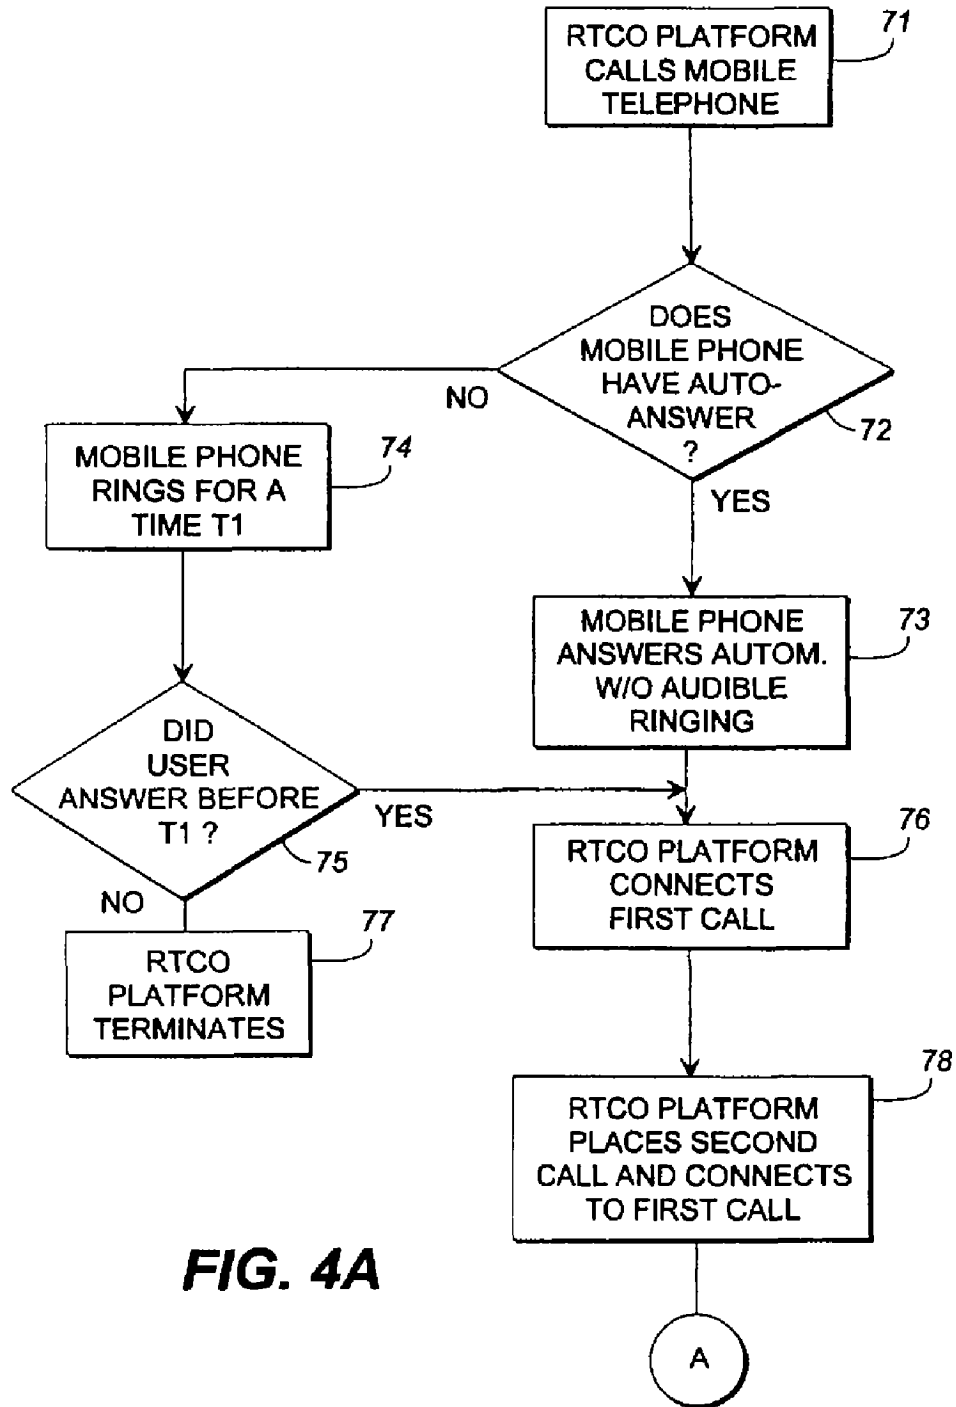 RTCO PLATFORM
CALLS MOBILE
TELEPHONE
71
DOES
MOBILE PHONE
HAVE AUTO-
ANSWER
?
72
NO
YES
MOBILE PHONE
RINGS FOR A
TIME T1
74
MOBILE PHONE
ANSWERS AUTOM.
W/O AUDIBLE
RINGING
73
DID
USER
ANSWER BEFORE
T1 ?
75
YES
NO
RTCO PLATFORM
CONNECTS
FIRST CALL
76
RTCO
PLATFORM
TERMINATES
77
RTCO PLATFORM
PLACES SECOND
CALL AND CONNECTS
TO FIRST CALL
78
FIG. 4A
A